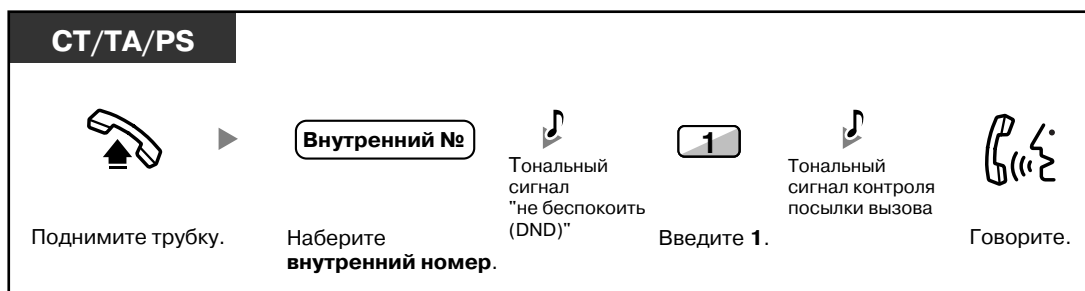 CT/TA/PS
Внутренний №
1
Тональный
сигнал
"не беспокоить
(DND)"
Тональный
сигнал контроля
посылки вызова
Поднимите трубку.
Наберите
внутренний номер.
Введите 1.
Говорите.